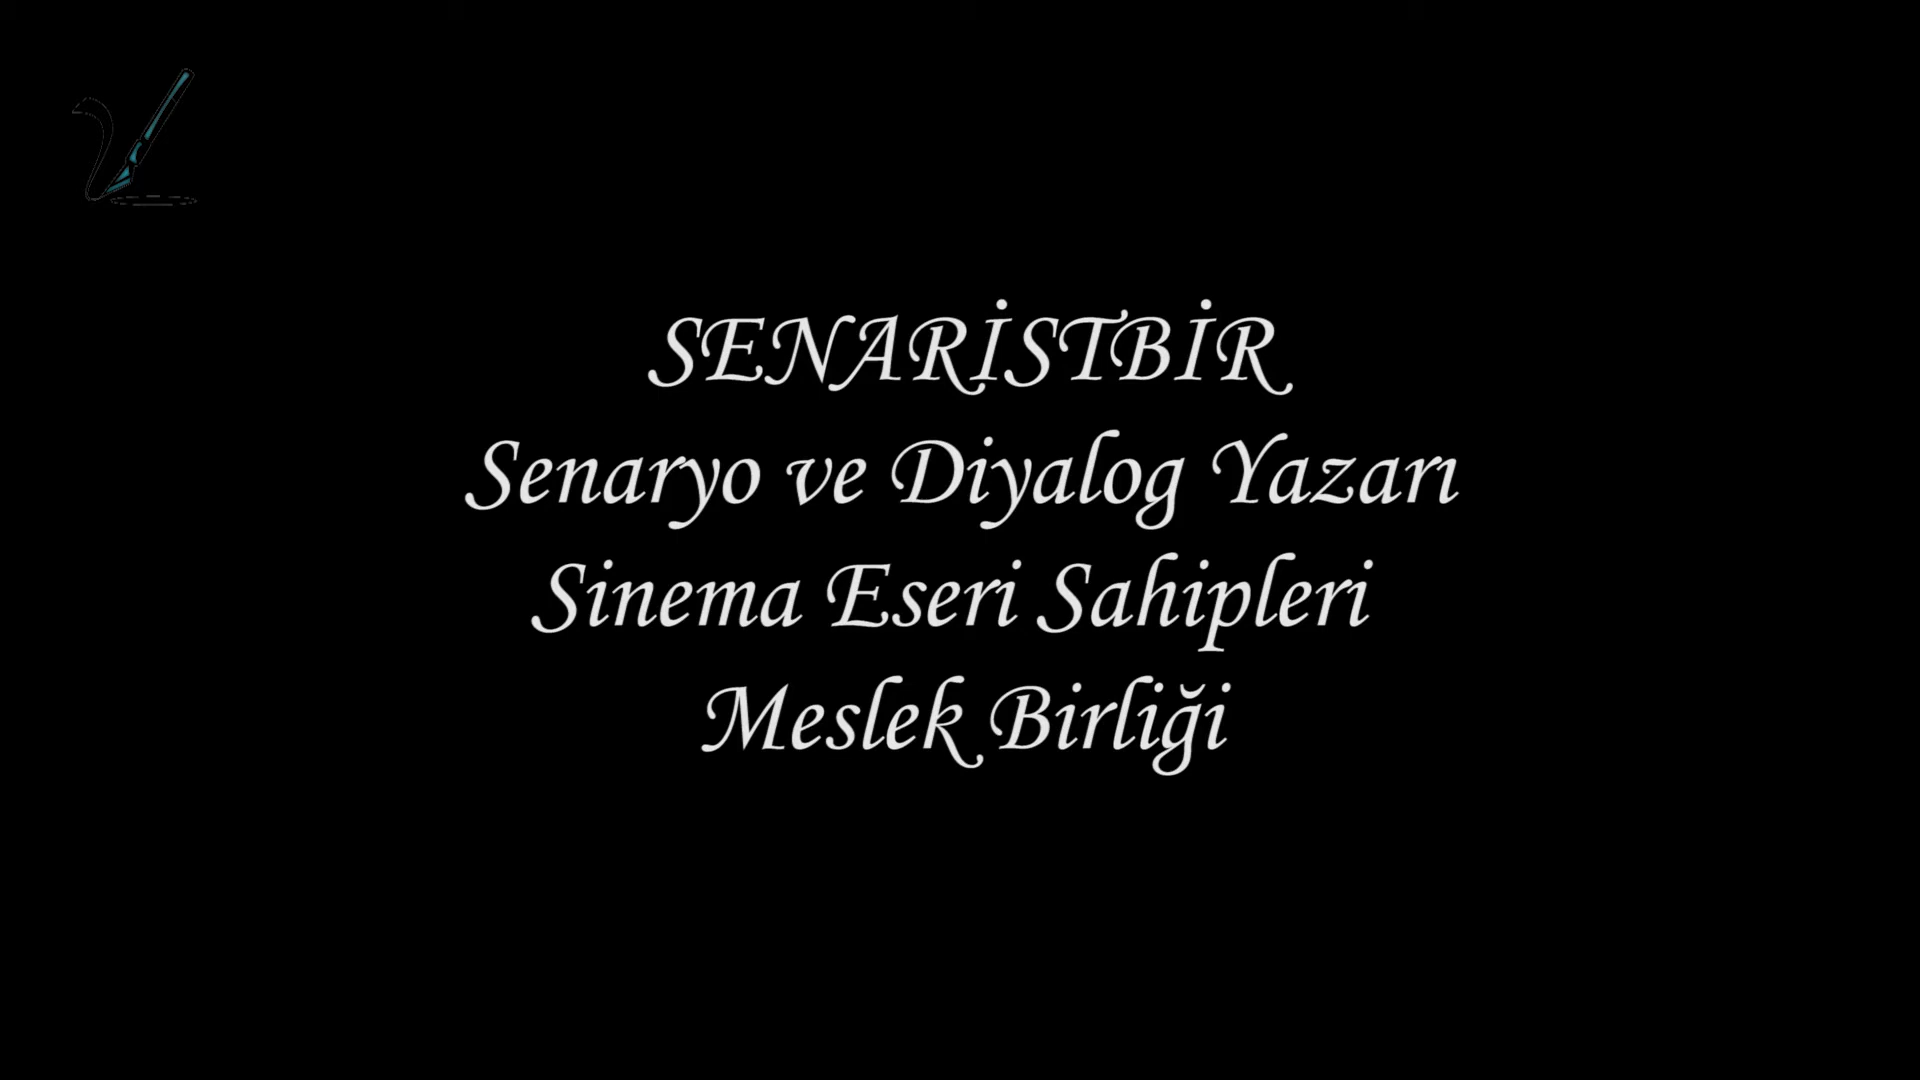 SENARİSTBİR
Senaryo ve Diyalog Yazarı
Sinema Eseri Sahipleri
Meslek Birliği